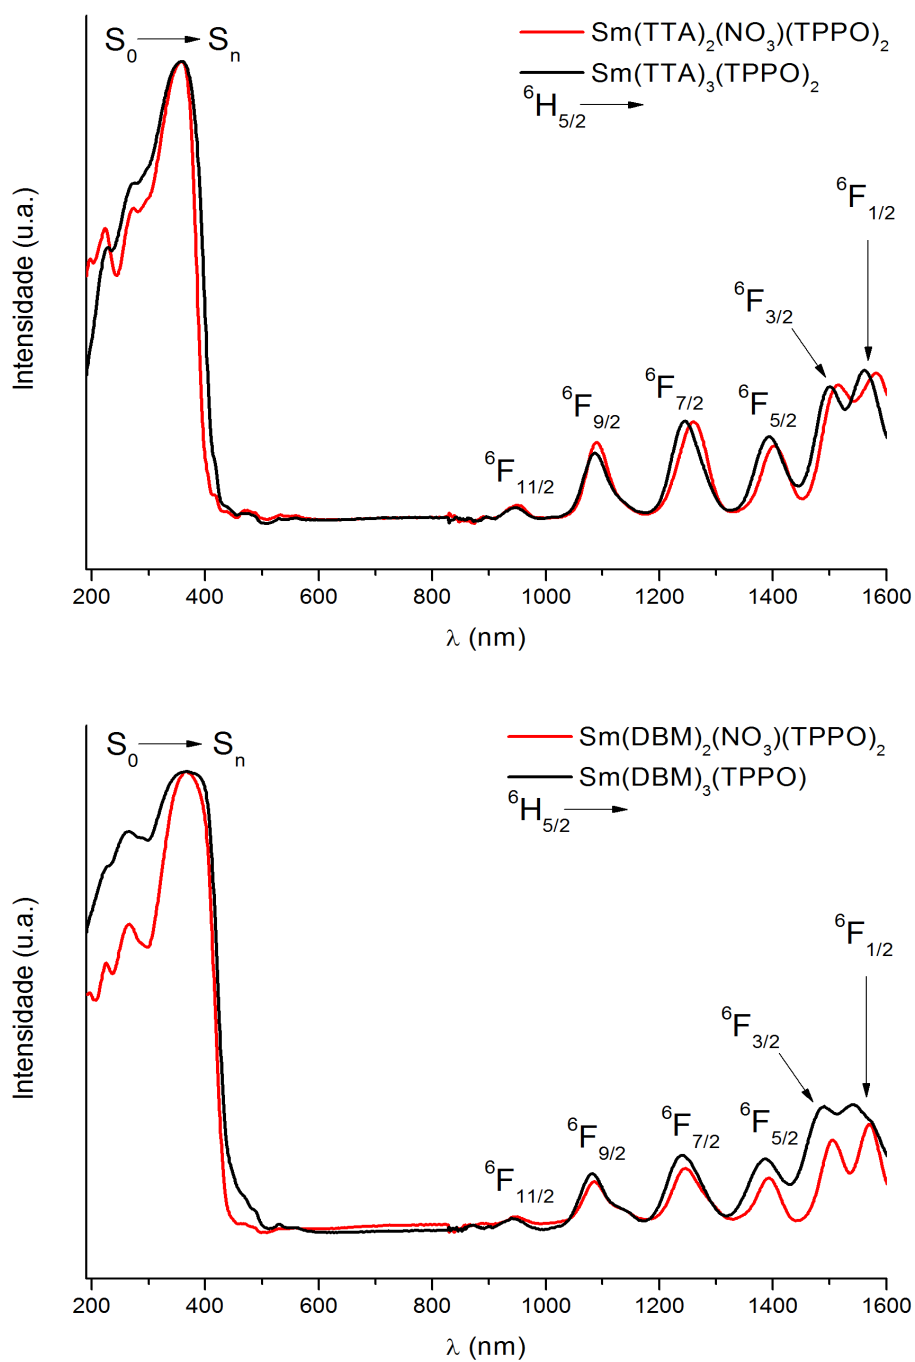 S₀ → Sₙ
Sm(TTA)₂(NO₃)(TPPO)₂
Sm(TTA)₃(TPPO)₂
⁶H₅/₂ →
⁶F₁/₂
⁶F₃/₂
⁶F₇/₂
⁶F₉/₂
⁶F₅/₂
⁶F₁₁/₂
Intensidade (u.a.)
200 400 600 800 1000 1200 1400 1600
λ (nm)
S₀ → Sₙ
Sm(DBM)₂(NO₃)(TPPO)₂
Sm(DBM)₃(TPPO)
⁶H₅/₂ →
⁶F₁/₂
⁶F₃/₂
⁶F₉/₂
⁶F₇/₂
⁶F₅/₂
⁶F₁₁/₂
Intensidade (u.a.)
200 400 600 800 1000 1200 1400 1600
λ (nm)